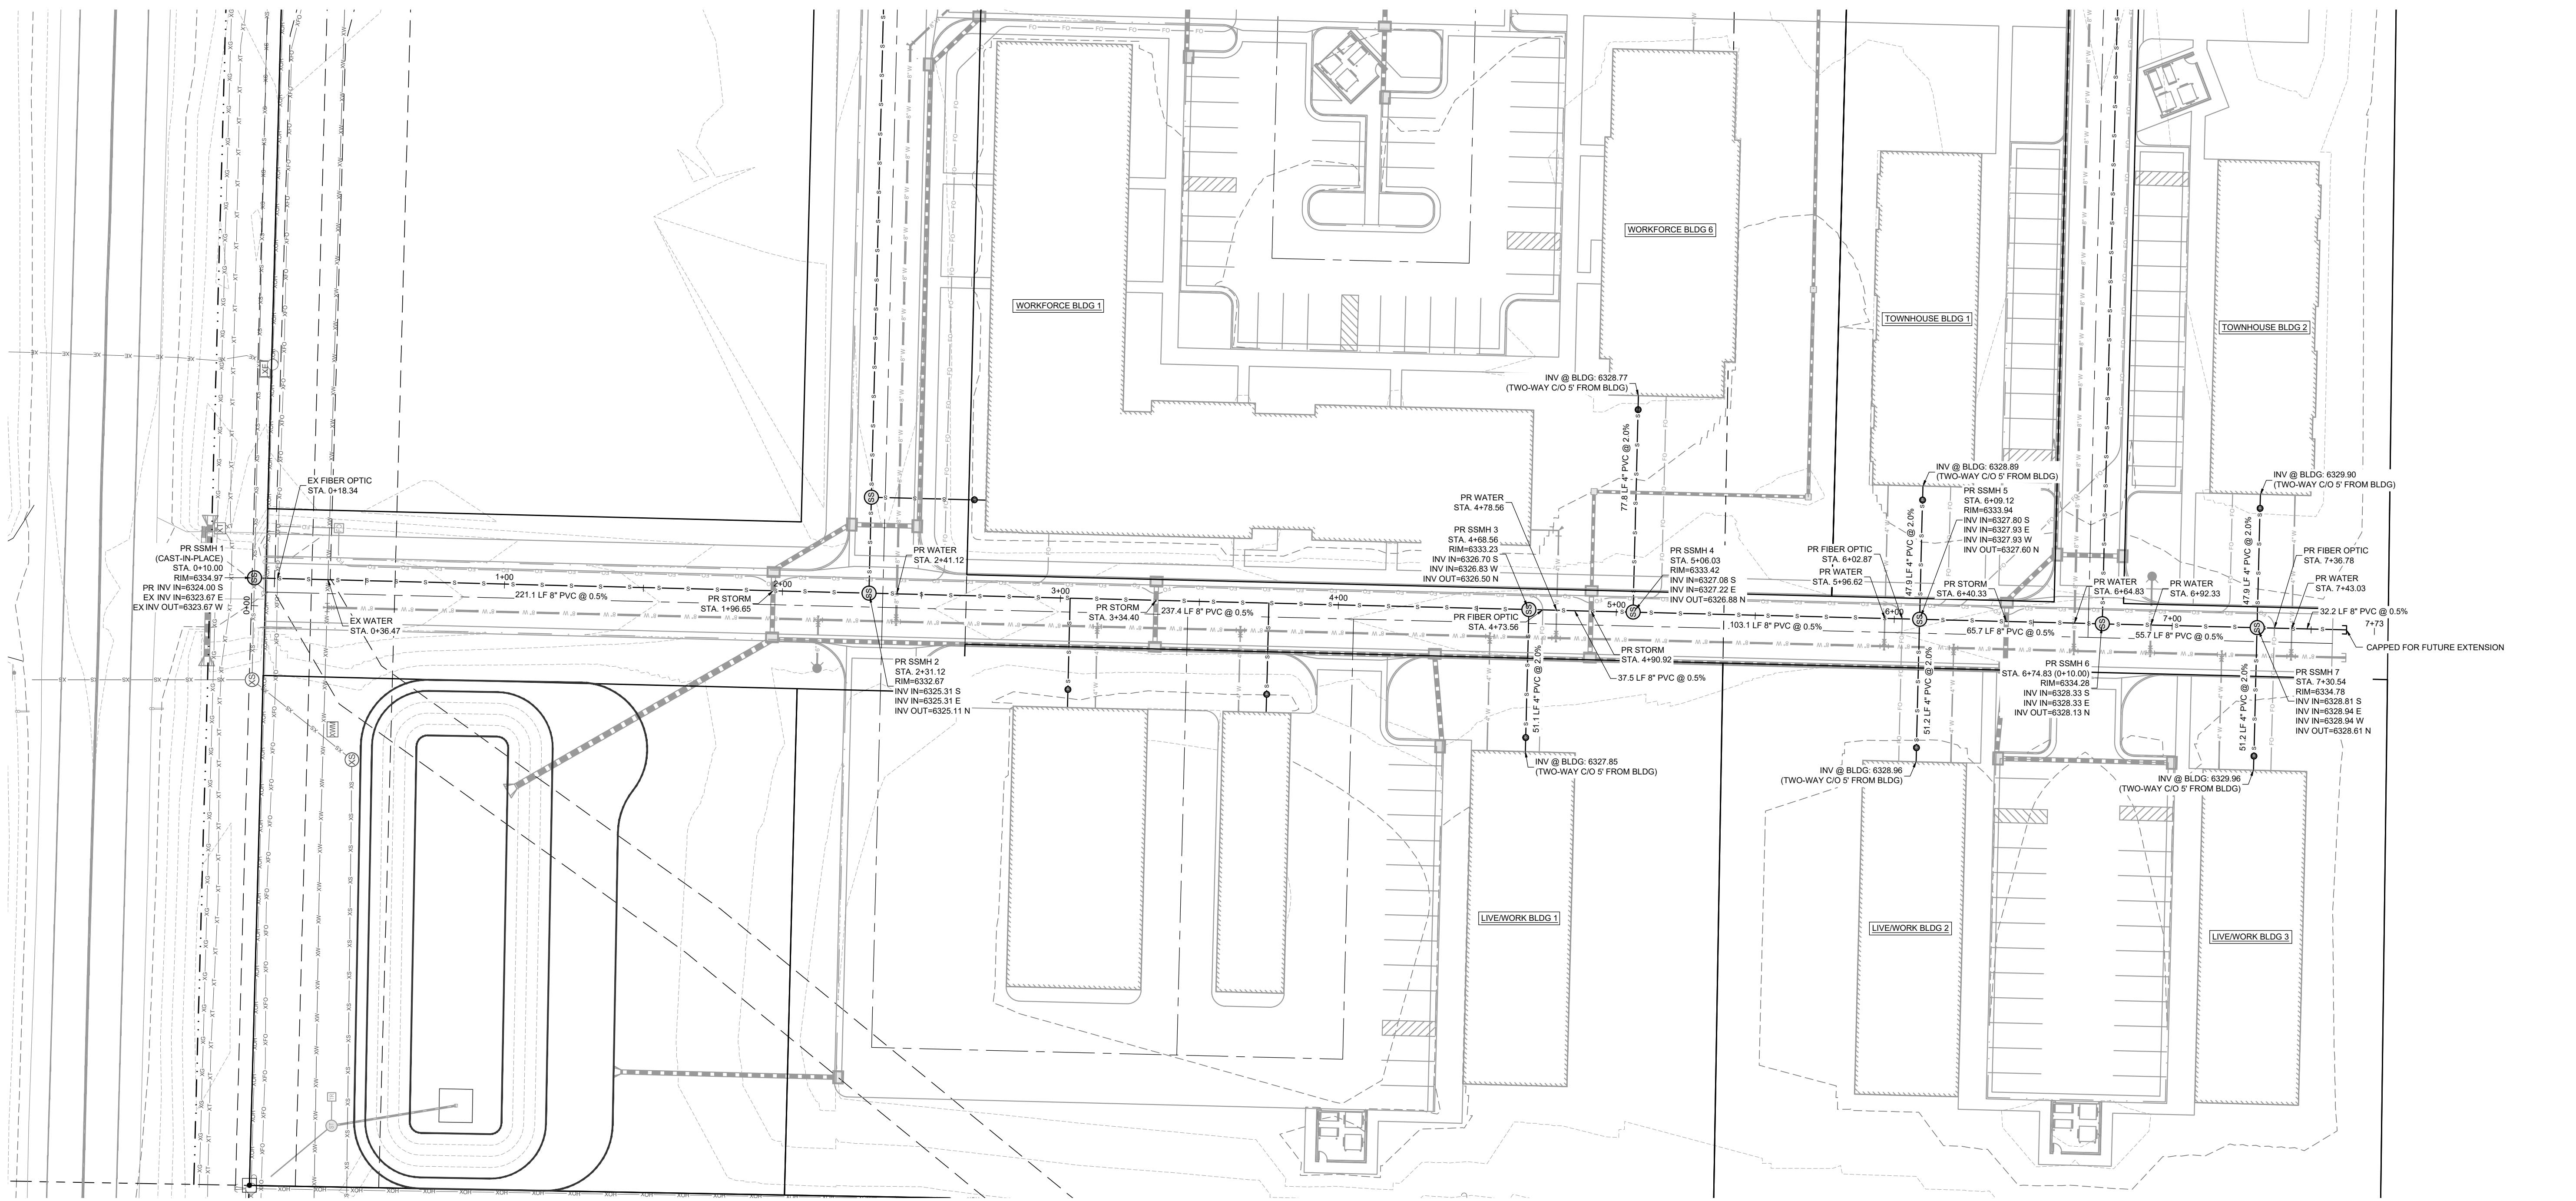 WORKFORCE BLDG 1
WORKFORCE BLDG 6
TOWNHOUSE BLDG 1
TOWNHOUSE BLDG 2
INV @ BLDG: 6328.77
(TWO-WAY C/O 5' FROM BLDG)
77.8 LF 4" PVC @ 2.0%
INV @ BLDG: 6328.89
(TWO-WAY C/O 5' FROM BLDG)
47.9 LF 4" PVC @ 2.0%
INV @ BLDG: 6329.90
(TWO-WAY C/O 5' FROM BLDG)
47.9 LF 4" PVC @ 2.0%
EX FIBER OPTIC
STA. 0+18.34
PR SSMH 1
(CAST-IN-PLACE)
STA. 0+10.00
RIM=6334.97
PR INV IN=6324.00 S
EX INV IN=6323.67 E
EX INV OUT=6323.67 W
0+00
1+00
221.1 LF 8" PVC @ 0.5%
EX WATER
STA. 0+36.47
2+00
PR STORM
STA. 1+96.65
PR WATER
STA. 2+41.12
PR SSMH 2
STA. 2+31.12
RIM=6332.67
INV IN=6325.31 S
INV IN=6325.31 E
INV OUT=6325.11 N
3+00
PR STORM
STA. 3+34.40
237.4 LF 8" PVC @ 0.5%
4+00
PR WATER
STA. 4+78.56
PR SSMH 3
STA. 4+68.56
RIM=6333.23
INV IN=6326.70 S
INV IN=6326.83 W
INV OUT=6326.50 N
PR FIBER OPTIC
STA. 4+73.56
5+00
PR SSMH 4
STA. 5+06.03
RIM=6333.42
INV IN=6327.08 S
INV IN=6327.22 E
INV OUT=6326.88 N
PR STORM
STA. 4+90.92
37.5 LF 8" PVC @ 0.5%
103.1 LF 8" PVC @ 0.5%
51.1 LF 4" PVC @ 2.0%
INV @ BLDG: 6327.85
(TWO-WAY C/O 5' FROM BLDG)
PR FIBER OPTIC
STA. 6+02.87
PR WATER
STA. 5+96.62
6+00
PR SSMH 5
STA. 6+09.12
RIM=6333.94
INV IN=6327.80 S
INV IN=6327.93 E
INV IN=6327.93 W
INV OUT=6327.60 N
PR STORM
STA. 6+40.33
65.7 LF 8" PVC @ 0.5%
51.2 LF 4" PVC @ 2.0%
INV @ BLDG: 6328.96
(TWO-WAY C/O 5' FROM BLDG)
PR WATER
STA. 6+64.83
PR SSMH 6
STA. 6+74.83 (0+10.00)
RIM=6334.28
INV IN=6328.33 S
INV IN=6328.33 E
INV OUT=6328.13 N
PR WATER
STA. 6+92.33
7+00
55.7 LF 8" PVC @ 0.5%
PR FIBER OPTIC
STA. 7+36.78
PR WATER
STA. 7+43.03
32.2 LF 8" PVC @ 0.5%
7+73
CAPPED FOR FUTURE EXTENSION
PR SSMH 7
STA. 7+30.54
RIM=6334.78
INV IN=6328.81 S
INV IN=6328.94 E
INV IN=6328.94 W
INV OUT=6328.61 N
51.2 LF 4" PVC @ 2.0%
INV @ BLDG: 6329.96
(TWO-WAY C/O 5' FROM BLDG)
LIVE/WORK BLDG 1
LIVE/WORK BLDG 2
LIVE/WORK BLDG 3